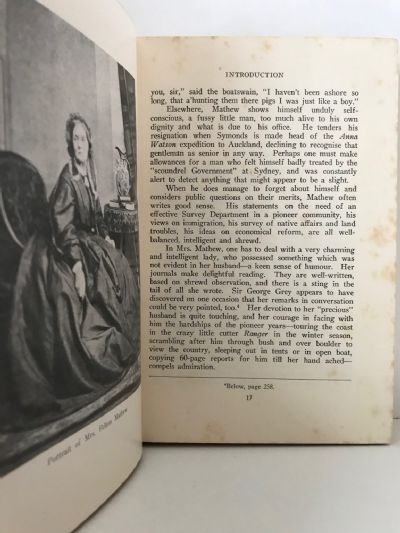 Portrait of Mrs. Felton Mathew
INTRODUCTION
you, sir," said the boatswain, "I haven't been ashore so
long, that a'hunting them there pigs I was just like a boy."
Elsewhere, Mathew shows himself unduly self-
conscious, a fussy little man, too much alive to his own
dignity and what is due to his office. He tenders his
resignation when Symonds is made head of the Anna
Watson expedition to Auckland, declining to recognise that
gentleman as senior in any way. Perhaps one must make
allowances for a man who felt himself badly treated by the
"scoundrel Government" at Sydney, and was constantly
on alert to detect anything that might appear to be a slight.
When he does manage to forget about himself and
considers public questions on their merits, Mathew often
writes good sense. His statements on the need of an
effective Survey Department in a pioneer community, his
views on immigration, his survey of native affairs and land
troubles, his ideas on economical reform, are all well-
balanced, intelligent and shrewd.
In Mrs. Mathew, one has to deal with a very charming
and intelligent lady, who possessed something which was
not evident in her husband—a keen sense of humour. Her
journals make delightful reading. They are well-written,
based on shrewd observation, and there is a sting in the
tail of all she wrote. Sir George Grey appears to have
discovered on one occasion that her remarks in conversation
could be very pointed, too.* Her devotion to her "precious"
husband is quite touching, and her courage in facing with
him the hardships of the pioneer years—touring the coast
in the crazy little cutter Ranger in the winter season,
scrambling after him through bush and over boulder to
view the country, sleeping out in tents or in open boat,
copying 60-page reports for him till her hand ached—
compels admiration.
*Below, page 258.
17